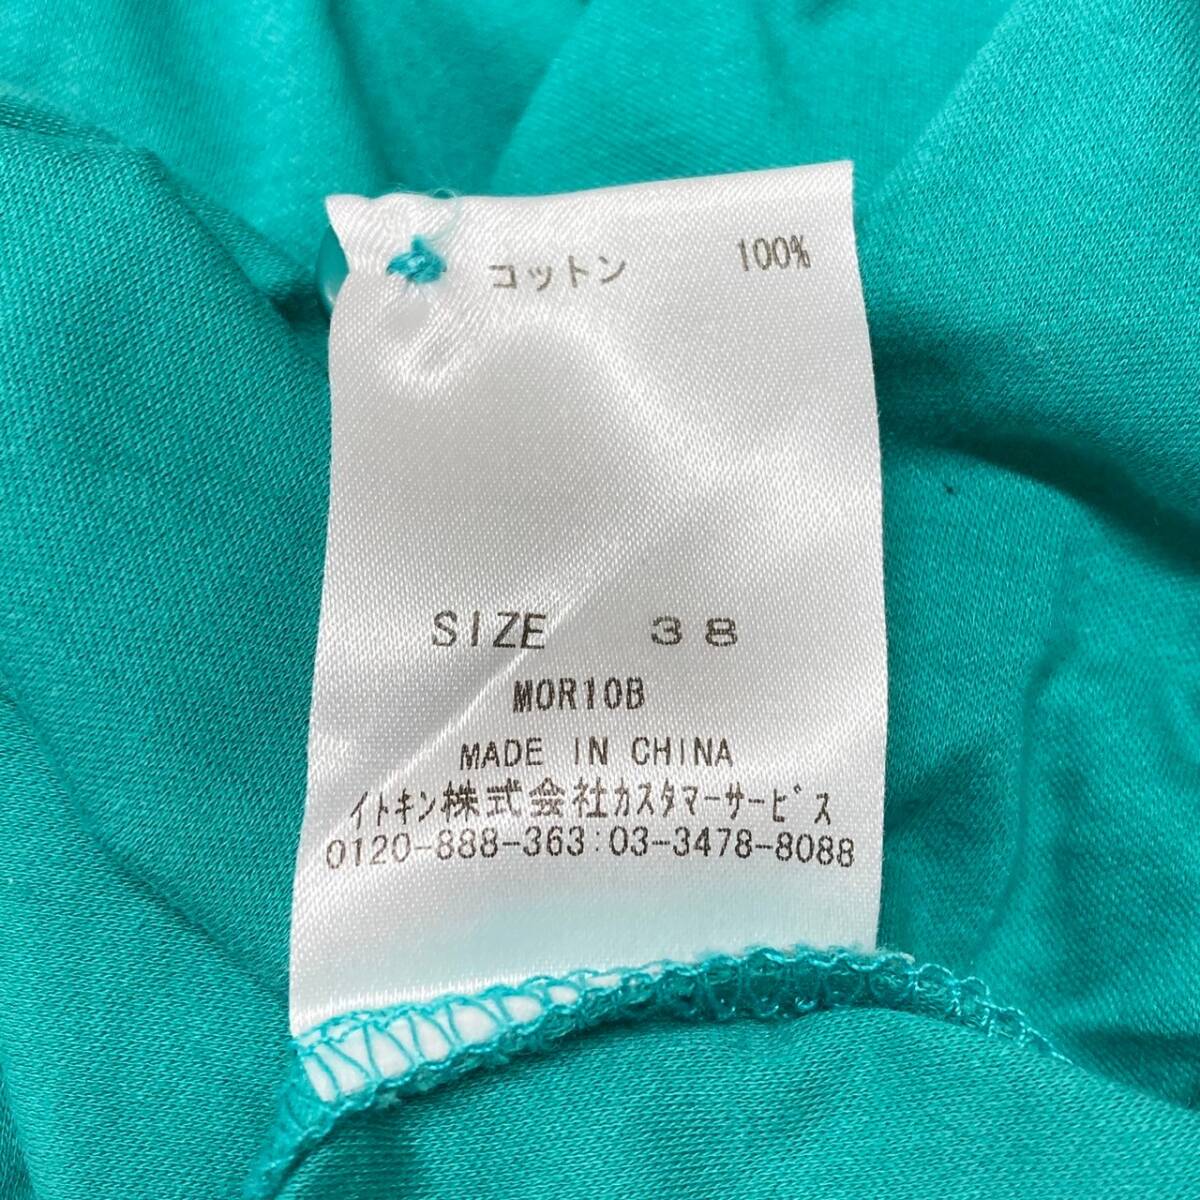 コットン 100%
SIZE 38
MOR10B
MADE IN CHINA
イトキン株式会社カスタマーサービス
0120-888-363:03-3478-8088